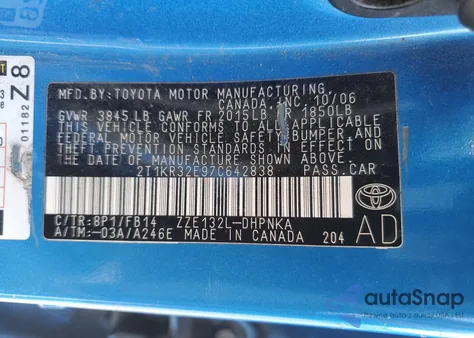 MFD.BY: TOYOTA MOTOR MANUFACTURING,
CANADA, INC. 10/06
GVWR 3845 LB GAWR FR 2015LB RR 1850LB
THIS VEHICLE CONFORMS TO ALL APPLICABLE
FEDERAL MOTOR VEHICLE SAFETY, BUMPER, AND
THEFT PREVENTION STANDARDS IN EFFECT ON
THE DATE OF MANUFACTURE SHOWN ABOVE.
2T1KR32E97C642838 PASS.CAR
C/TR: 8P1/FB14 ZZE132L-DHPNKA
A/TM: -03A/A246E MADE IN CANADA 204
TOYOTA
AD
01182
Z8
autoSnap